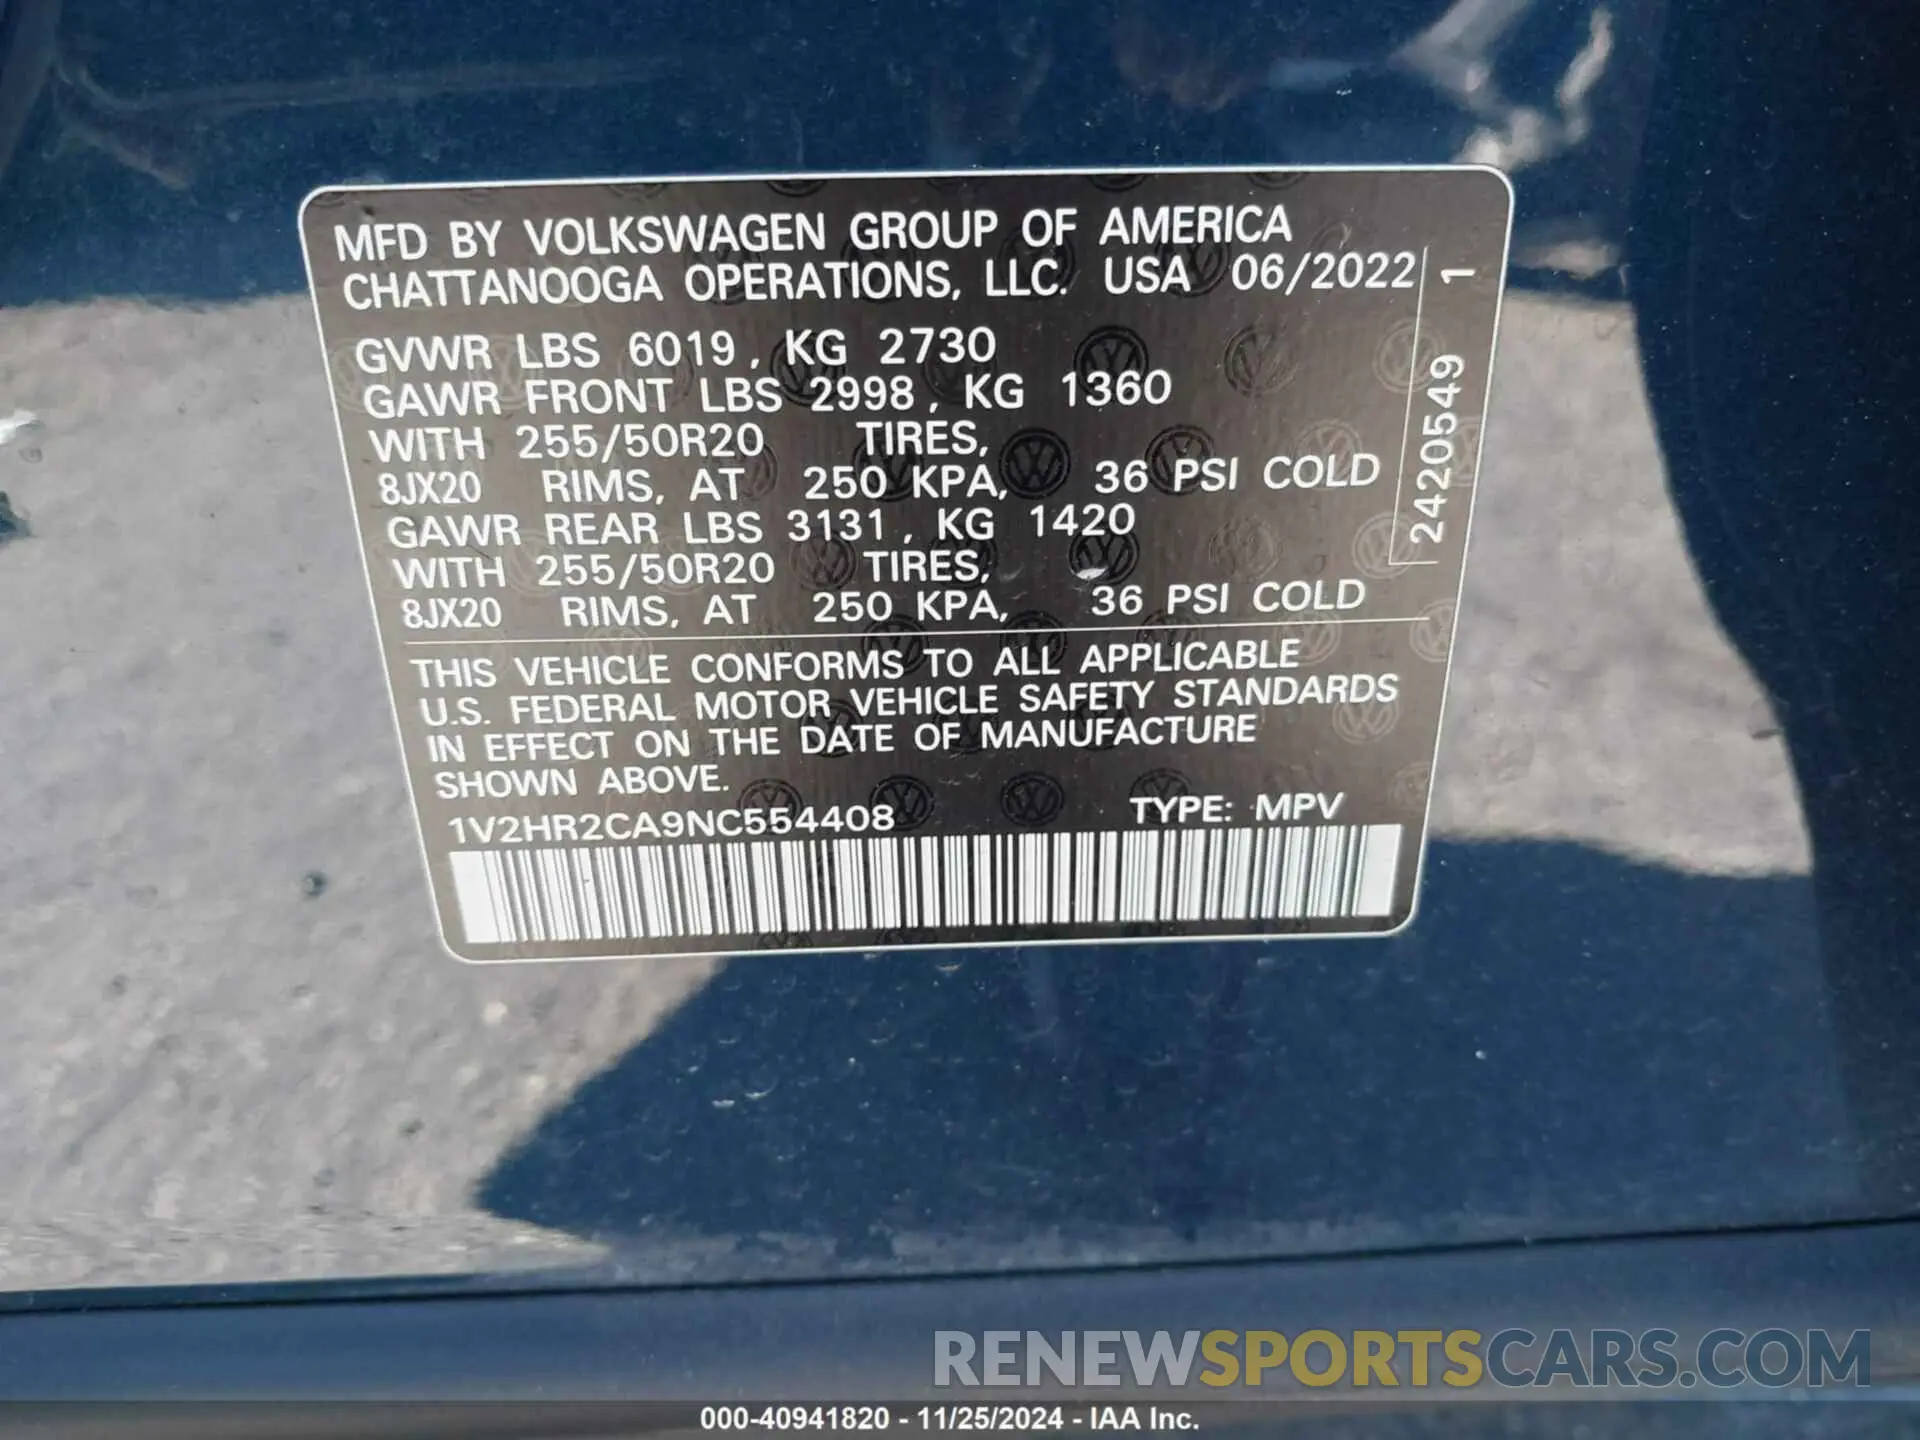 MFD BY VOLKSWAGEN GROUP OF AMERICA
CHATTANOOGA OPERATIONS, LLC. USA 06/2022
GVWR LBS 6019, KG 2730
GAWR FRONT LBS 2998, KG 1360
WITH 255/50R20 TIRES,
8JX20 RIMS, AT 250 KPA, 36 PSI COLD
GAWR REAR LBS 3131, KG 1420
WITH 255/50R20 TIRES,
8JX20 RIMS, AT 250 KPA, 36 PSI COLD
2420549 1
THIS VEHICLE CONFORMS TO ALL APPLICABLE
U.S. FEDERAL MOTOR VEHICLE SAFETY STANDARDS
IN EFFECT ON THE DATE OF MANUFACTURE
SHOWN ABOVE.
1V2HR2CA9NC554408 TYPE: MPV
RENEWSPORTSCARS.COM
000-40941820 - 11/25/2024 - IAA Inc.